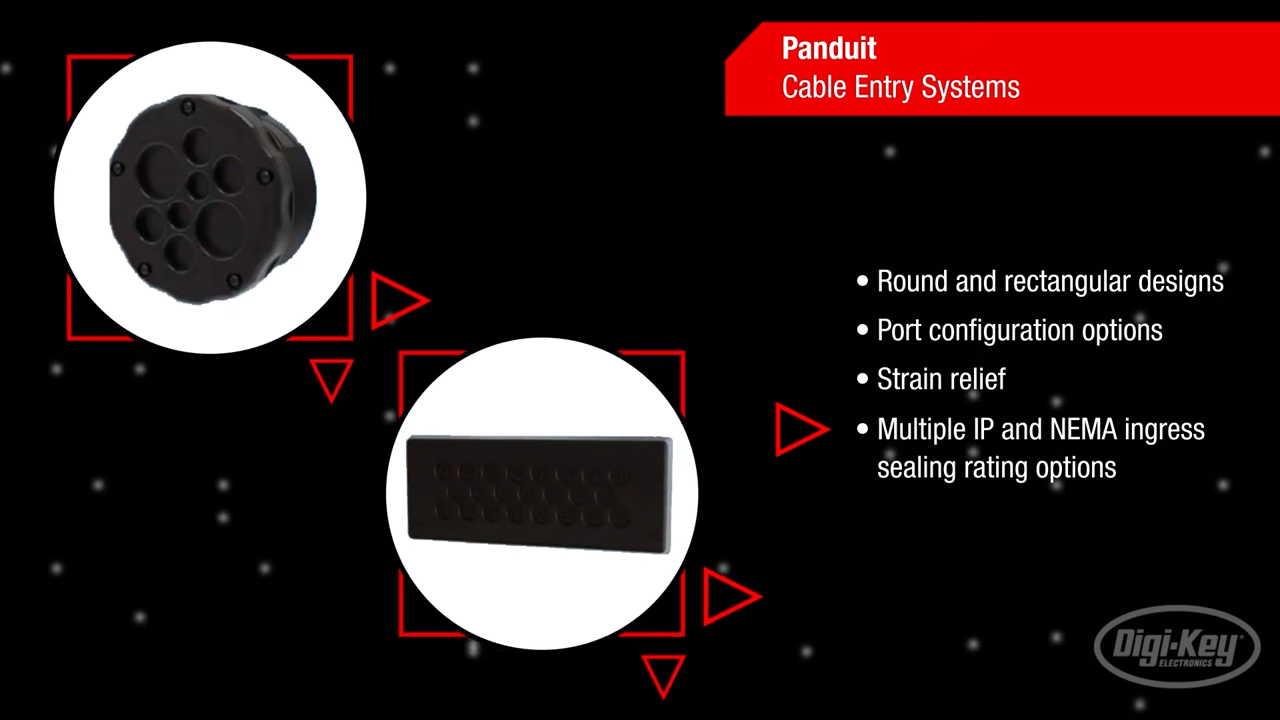 Panduit
Cable Entry Systems
• Round and rectangular designs
• Port configuration options
• Strain relief
• Multiple IP and NEMA ingress
sealing rating options
Digi-Key
ELECTRONICS